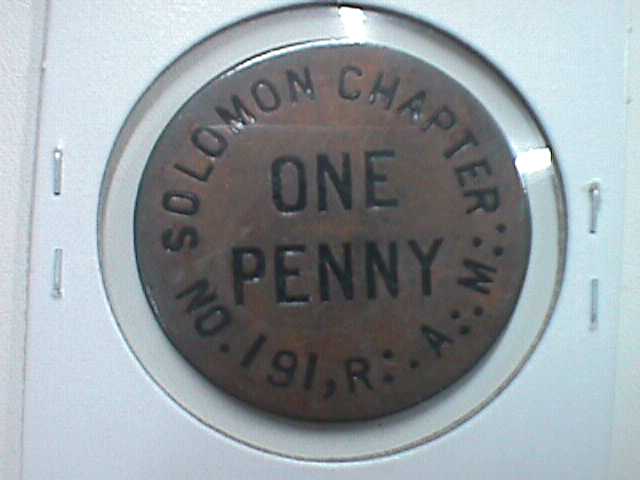 SOLOMON CHAPTER
NO. 191, R∴A∴M∴
ONE
PENNY